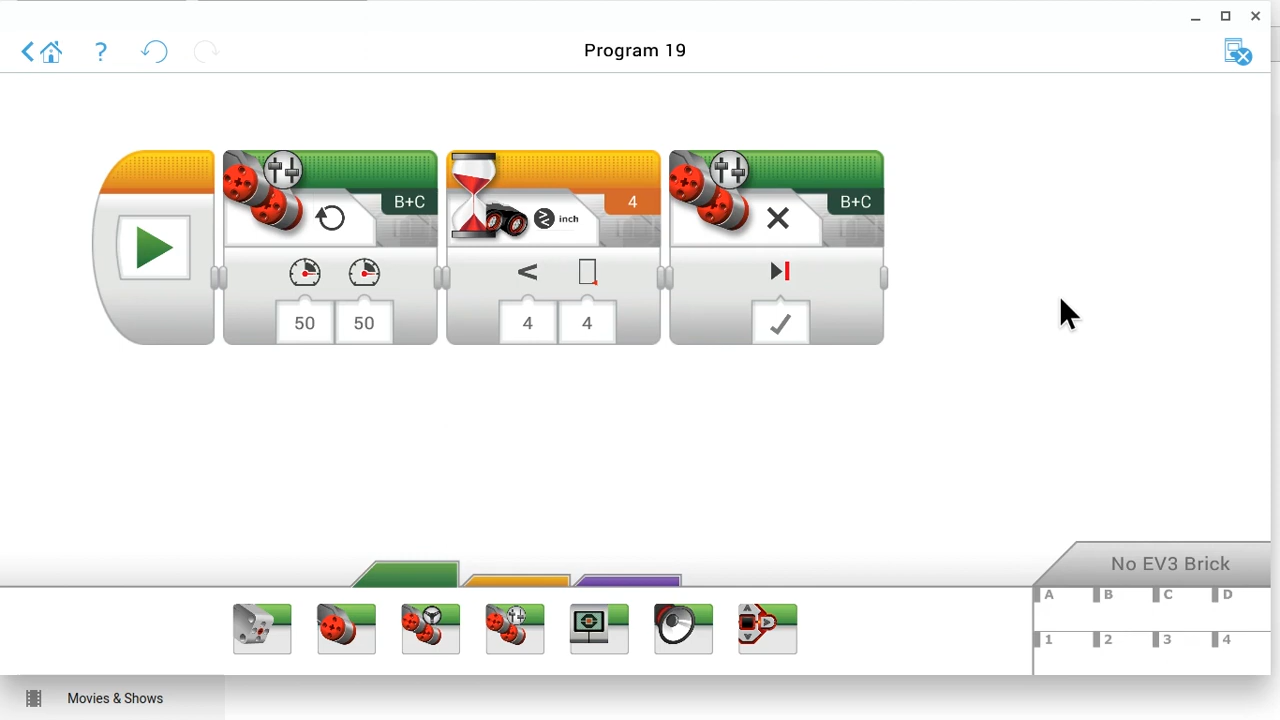 ?
Program 19
B+C
inch
4
B+C
<
50
50
4
4
No EV3 Brick
A
B
C
D
1
2
3
4
Movies & Shows